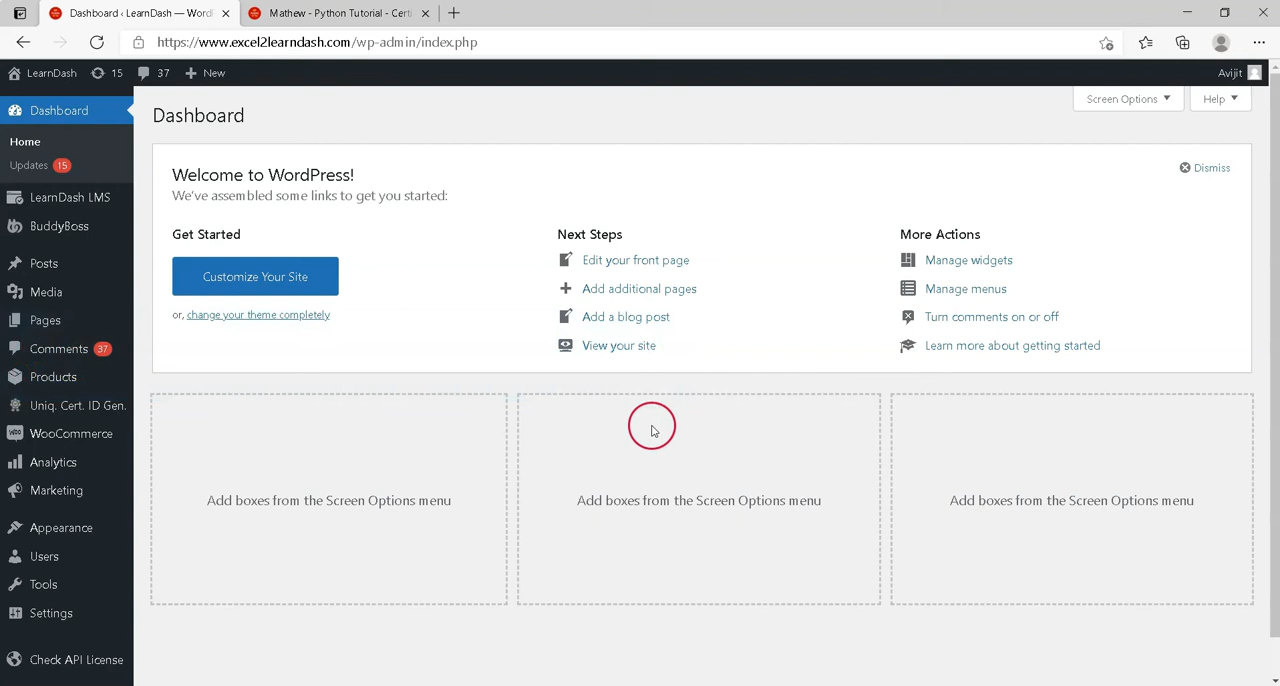 Dashboard ‹ LearnDash — WordP
Mathew - Python Tutorial - Certi
https://www.excel2learndash.com/wp-admin/index.php
LearnDash 15 37 New
Avijit
Screen Options
Help
Dashboard
Home
Updates 15
LearnDash LMS
BuddyBoss
Posts
Media
Pages
Comments 37
Products
Uniq. Cert. ID Gen.
WooCommerce
Analytics
Marketing
Appearance
Users
Tools
Settings
Check API License
Dashboard
Welcome to WordPress!
We've assembled some links to get you started:
Dismiss
Get Started
Customize Your Site
or, change your theme completely
Next Steps
Edit your front page
Add additional pages
Add a blog post
View your site
More Actions
Manage widgets
Manage menus
Turn comments on or off
Learn more about getting started
Add boxes from the Screen Options menu
Add boxes from the Screen Options menu
Add boxes from the Screen Options menu